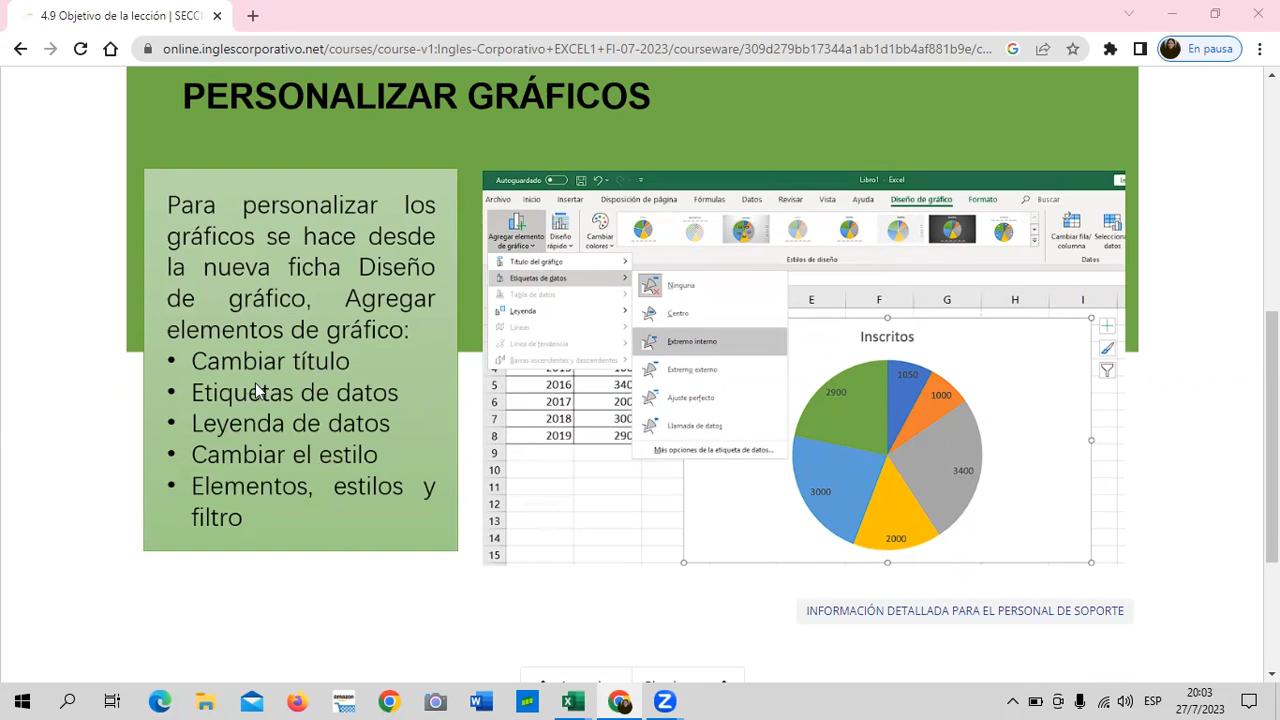 4.9 Objetivo de la lección | SECCI
online.inglescorporativo.net/courses/course-v1:Ingles-Corporativo+EXCEL1+FI-07-2023/courseware/309d279bb17344a1ab1d1bb4af881b9e/c...
En pausa
PERSONALIZAR GRÁFICOS
Para personalizar los
gráficos se hace desde
la nueva ficha Diseño
de gráfico, Agregar
elementos de gráfico:
• Cambiar título
• Etiquetas de datos
• Leyenda de datos
• Cambiar el estilo
• Elementos, estilos y
filtro
Autoguardado
Libro1 — Excel
Archivo Inicio Insertar Disposición de página Fórmulas Datos Revisar Vista Ayuda Diseño de gráfico Formato Buscar
Agregar elemento
de gráfico
Diseño
rápido
Cambiar
colores
Cambiar fila/
columna
Datos
Estilos de diseño
Título del gráfico
Etiquetas de datos
Tabla de datos
Leyenda
Líneas
Línea de tendencia
Barras ascendentes y descendentes
Ninguna
Centro
Extremo interno
Extremo externo
Ajuste perfecto
Llamada de datos
Más opciones de la etiqueta de datos...
E F G H I
5 2016 340
6 2017 200
7 2018 300
8 2019 290
9
10
11
12
13
14
15
Inscritos
1050
1000
3400
2000
3000
2900
INFORMACIÓN DETALLADA PARA EL PERSONAL DE SOPORTE
ESP
20:03
27/7/2023